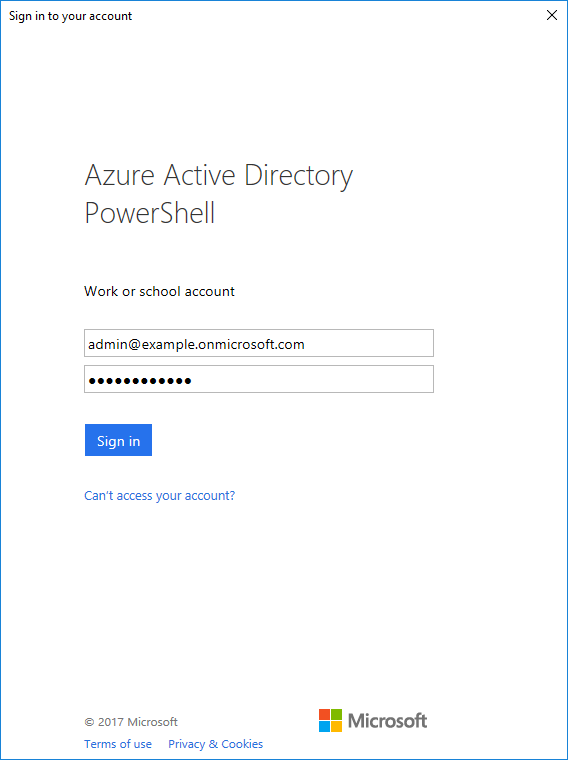 Sign in to your account
Azure Active Directory
PowerShell
Work or school account
admin@example.onmicrosoft.com
●●●●●●●●●●●●
Sign in
Can't access your account?
© 2017 Microsoft
Microsoft
Terms of use Privacy & Cookies